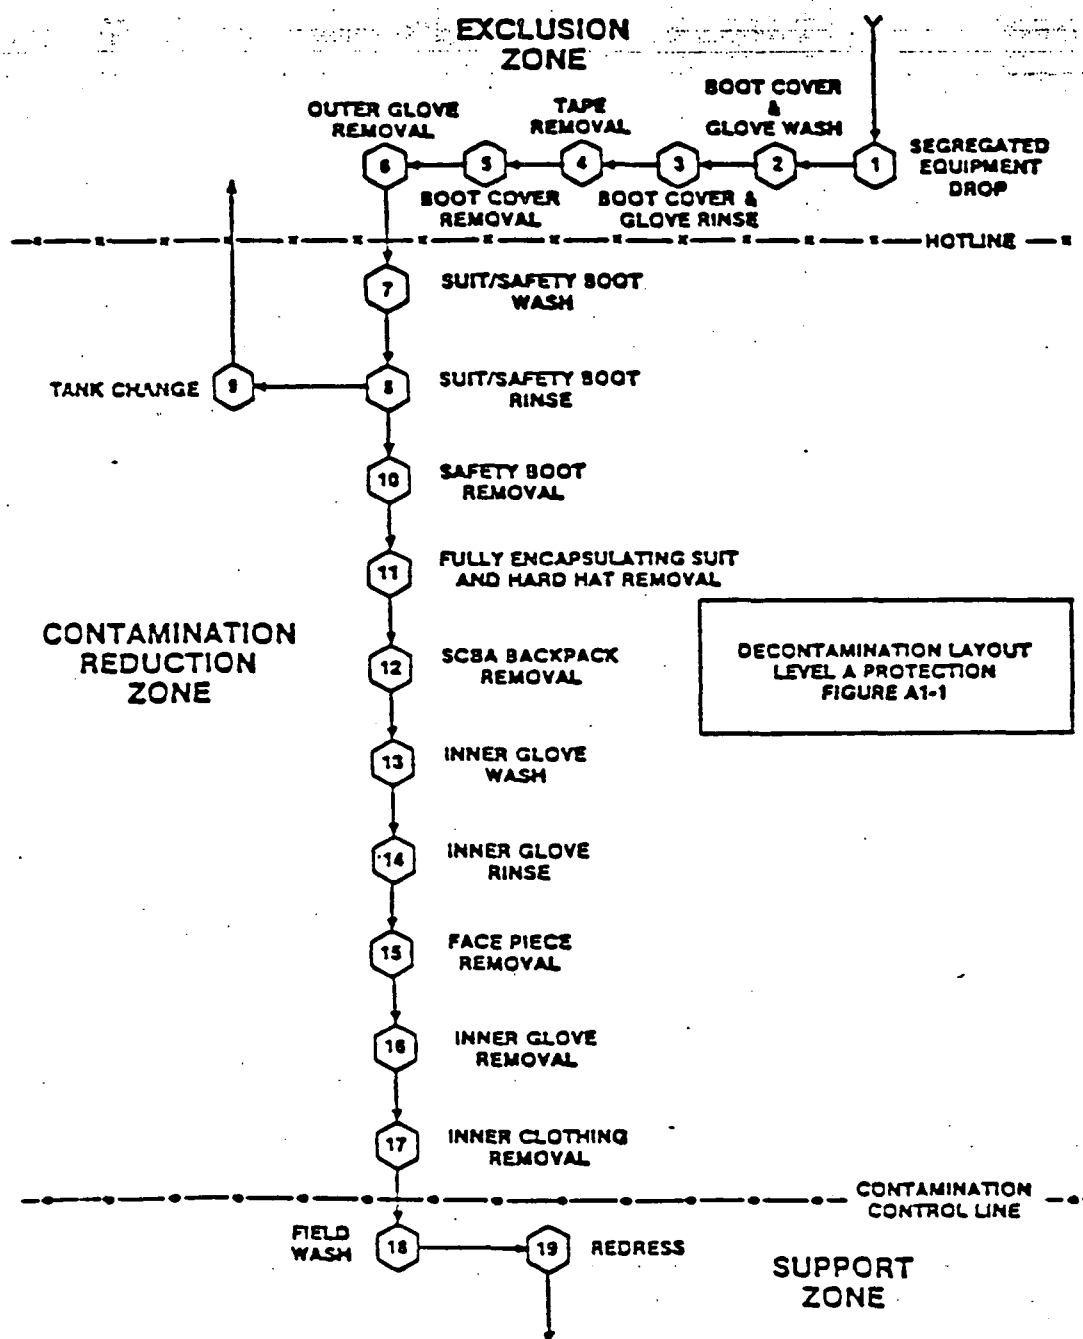 EXCLUSION
ZONE
BOOT COVER
&
GLOVE WASH
TAPE
REMOVAL
OUTER GLOVE
REMOVAL
SEGREGATED
EQUIPMENT
DROP
6
5
4
3
2
1
BOOT COVER
REMOVAL
BOOT COVER &
GLOVE RINSE
HOTLINE
7
SUIT/SAFETY BOOT
WASH
TANK CHANGE
9
8
SUIT/SAFETY BOOT
RINSE
10
SAFETY BOOT
REMOVAL
11
FULLY ENCAPSULATING SUIT
AND HARD HAT REMOVAL
CONTAMINATION
REDUCTION
ZONE
DECONTAMINATION LAYOUT
LEVEL A PROTECTION
FIGURE A1-1
12
SCBA BACKPACK
REMOVAL
13
INNER GLOVE
WASH
14
INNER GLOVE
RINSE
15
FACE PIECE
REMOVAL
16
INNER GLOVE
REMOVAL
17
INNER CLOTHING
REMOVAL
CONTAMINATION
CONTROL LINE
FIELD
WASH
18
19
REDRESS
SUPPORT
ZONE